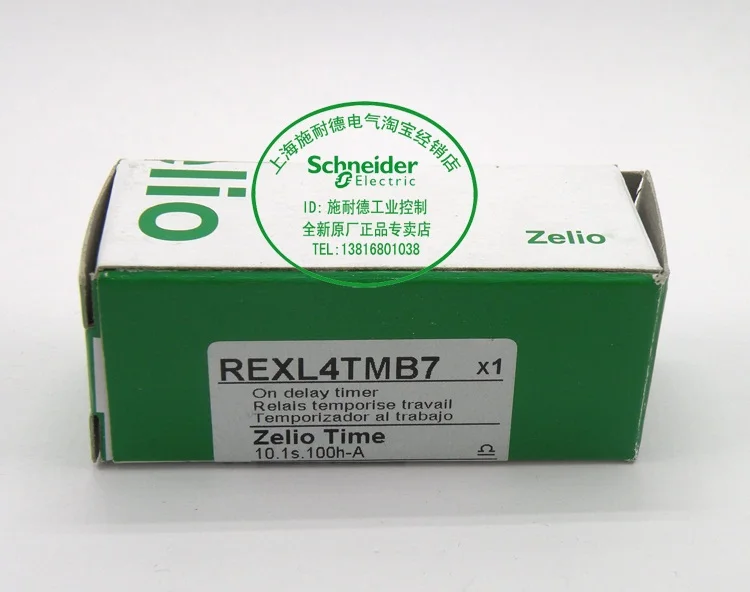 elio
上海施耐德电气淘宝经销店
Schneider
Electric
ID: 施耐德工业控制
全新原厂正品专卖店
TEL:13816801038
Zelio
REXL4TMB7 x1
On delay timer
Relais temporise travail
Temporizador al trabajo
Zelio Time
10.1s.100h-A